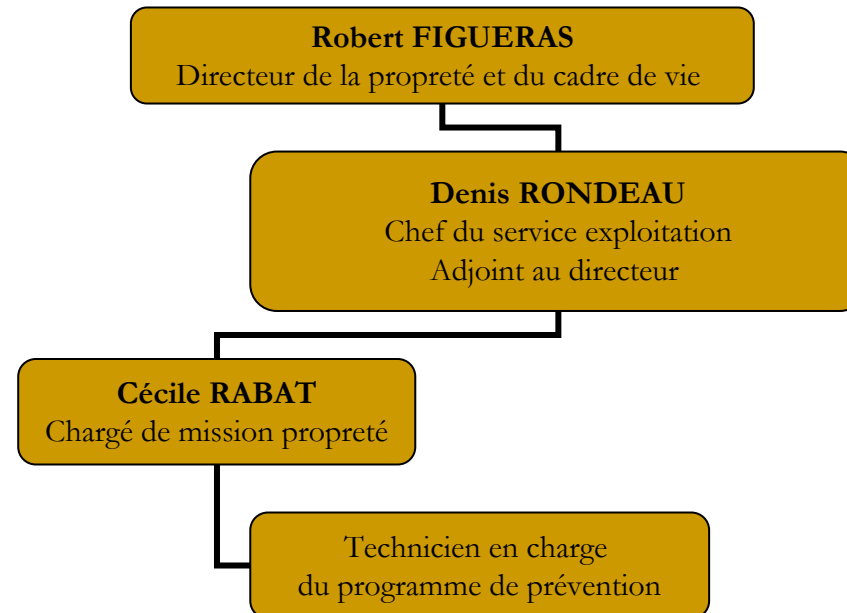 Robert FIGUERAS
Directeur de la propreté et du cadre de vie
Denis RONDEAU
Chef du service exploitation
Adjoint au directeur
Cécile RABAT
Chargé de mission propreté
Technicien en charge
du programme de prévention